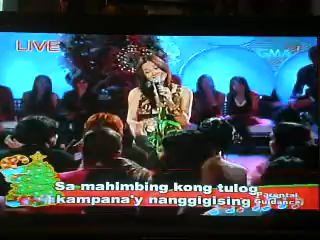 LIVE
GMA
Sa mahimbing kong tulog
kampana'y nanggigising
Parental
Guidance